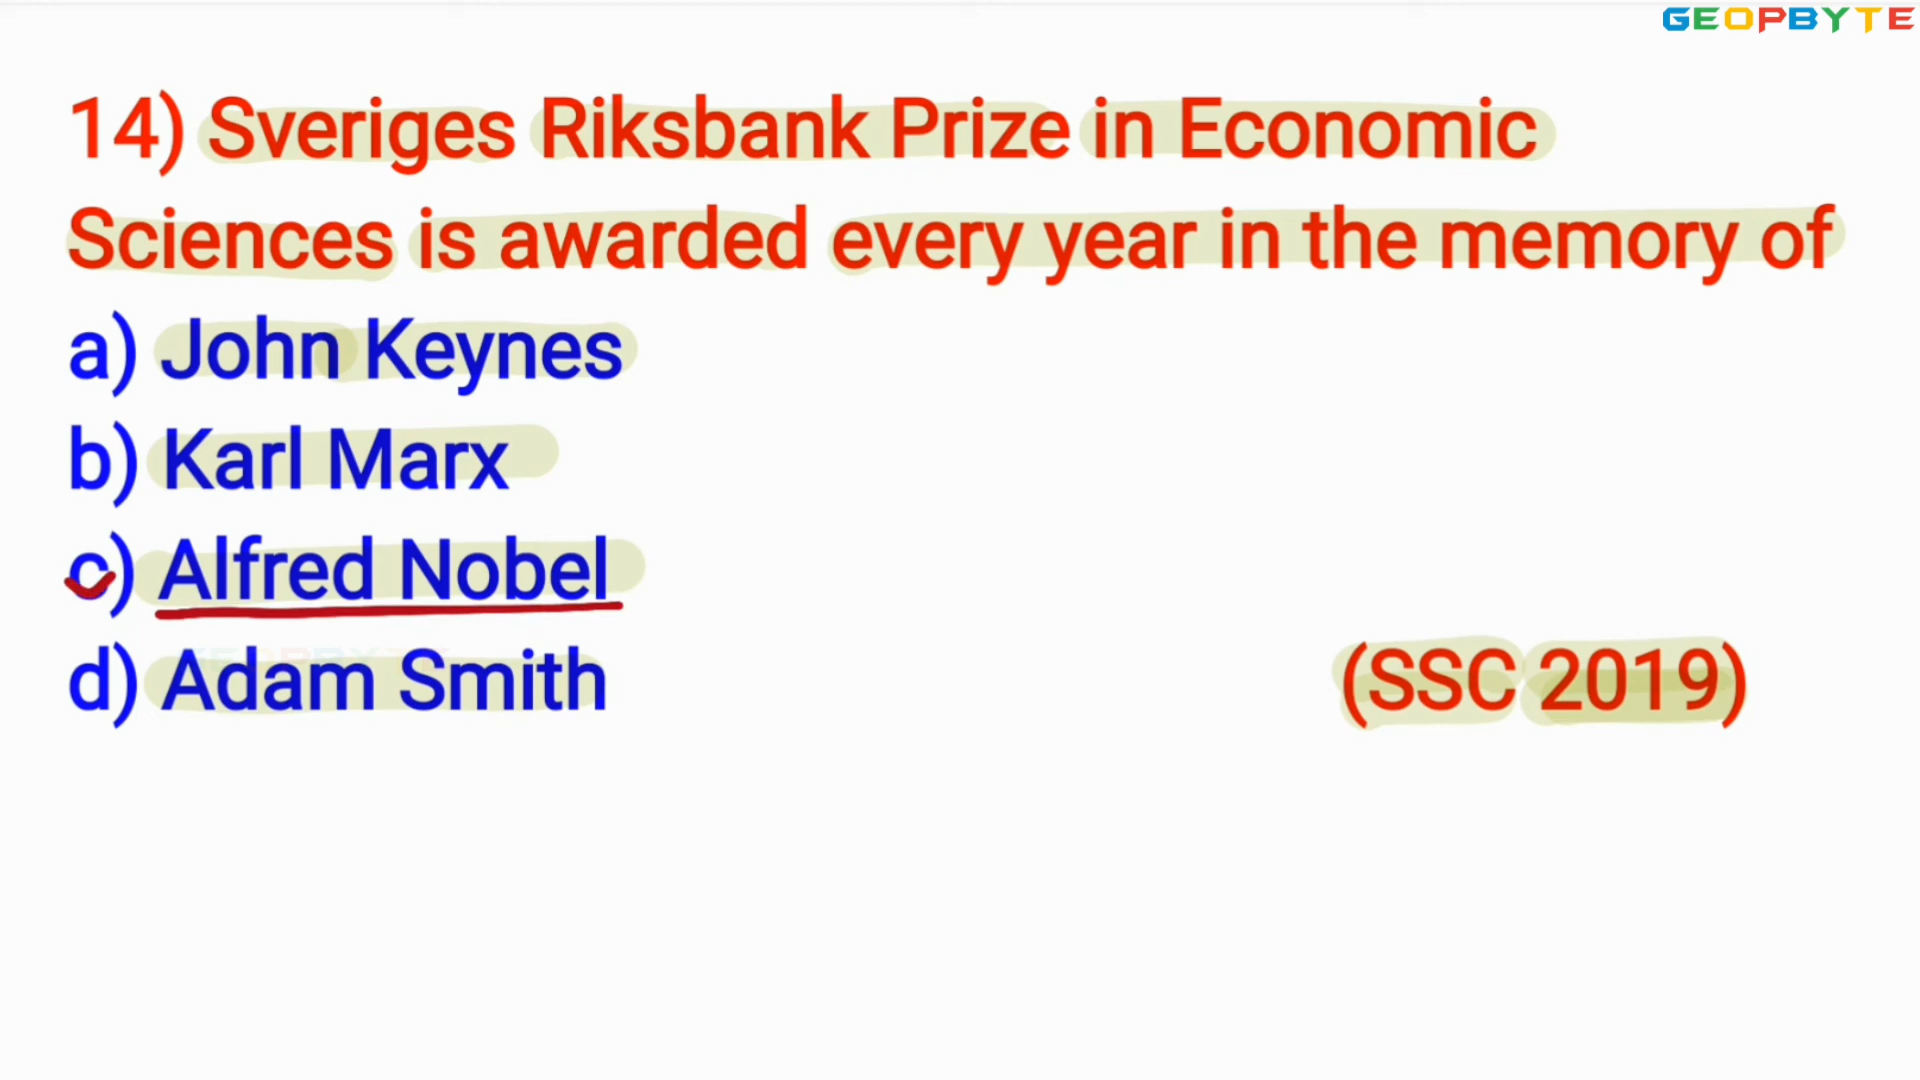 GEOPBYTE
14) Sveriges Riksbank Prize in Economic
Sciences is awarded every year in the memory of
a) John Keynes
b) Karl Marx
c) Alfred Nobel
d) Adam Smith
(SSC 2019)